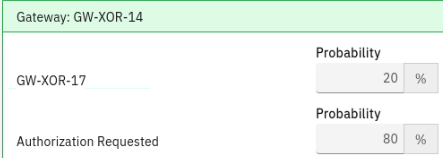 Gateway: GW-XOR-14
Probability
GW-XOR-17 20 %
Probability
Authorization Requested 80 %